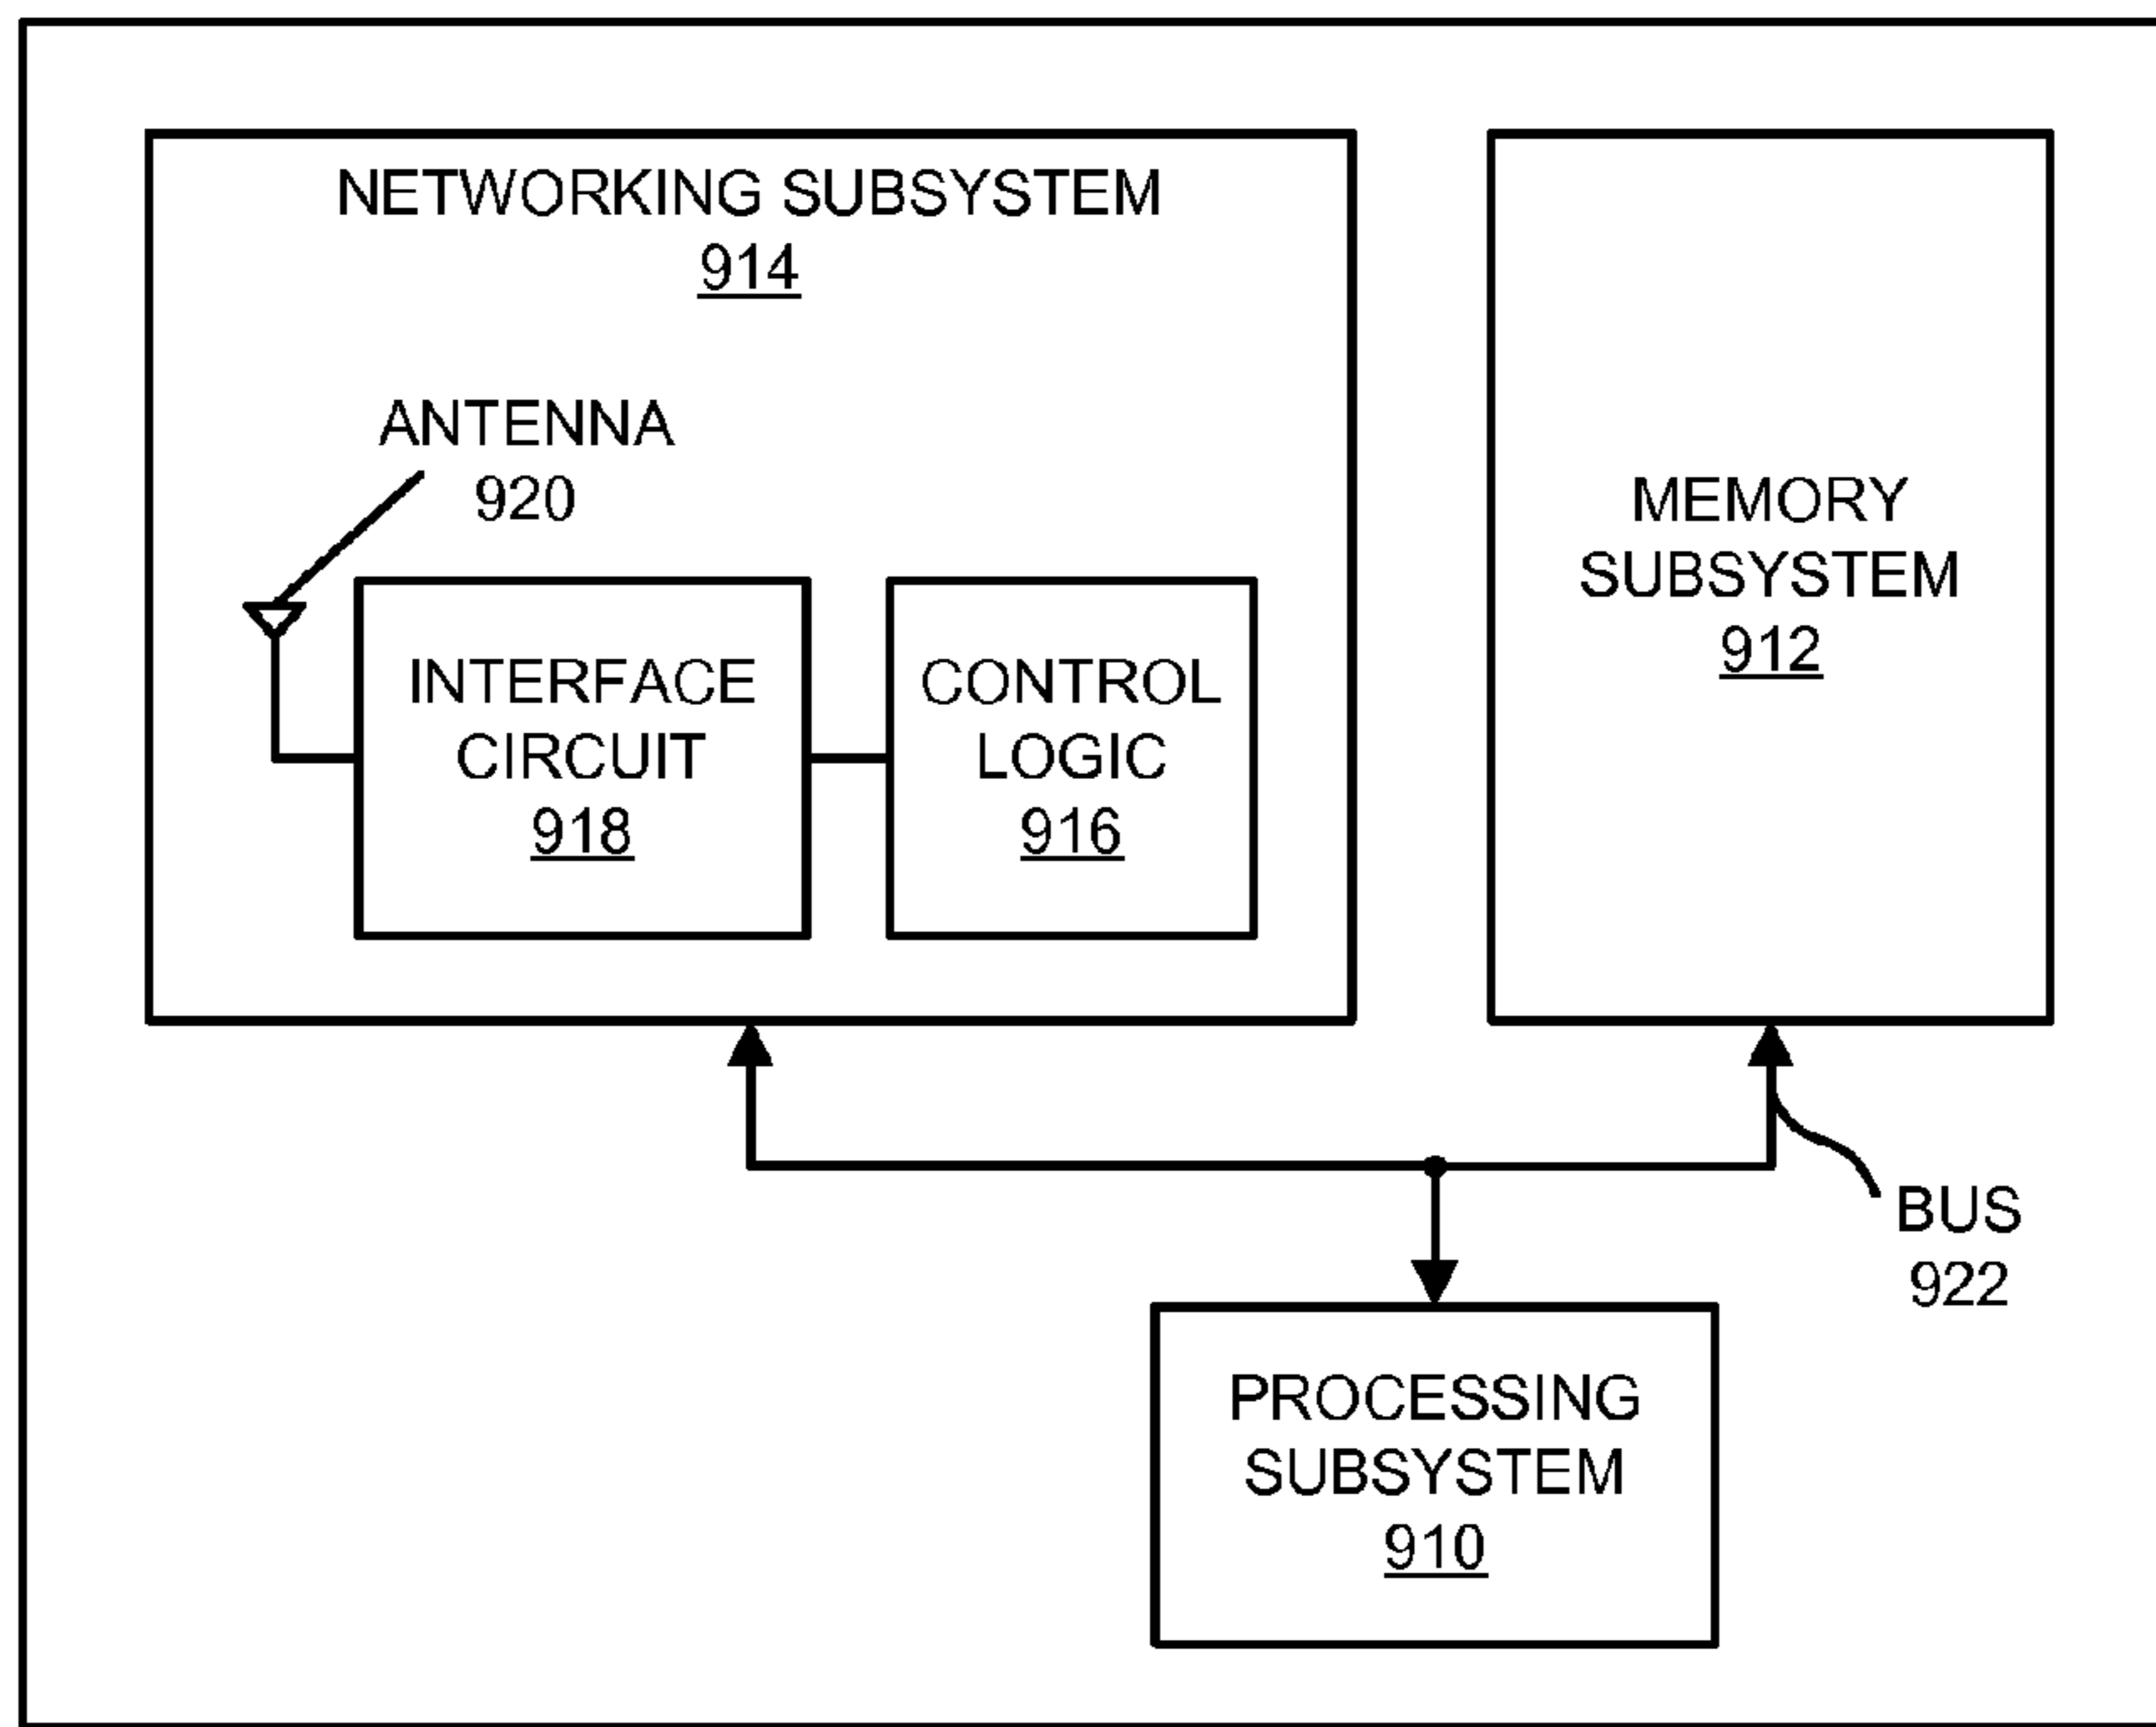 NETWORKING SUBSYSTEM
914
ANTENNA
920
INTERFACE
CIRCUIT
918
CONTROL
LOGIC
916
MEMORY
SUBSYSTEM
912
BUS
922
PROCESSING
SUBSYSTEM
910